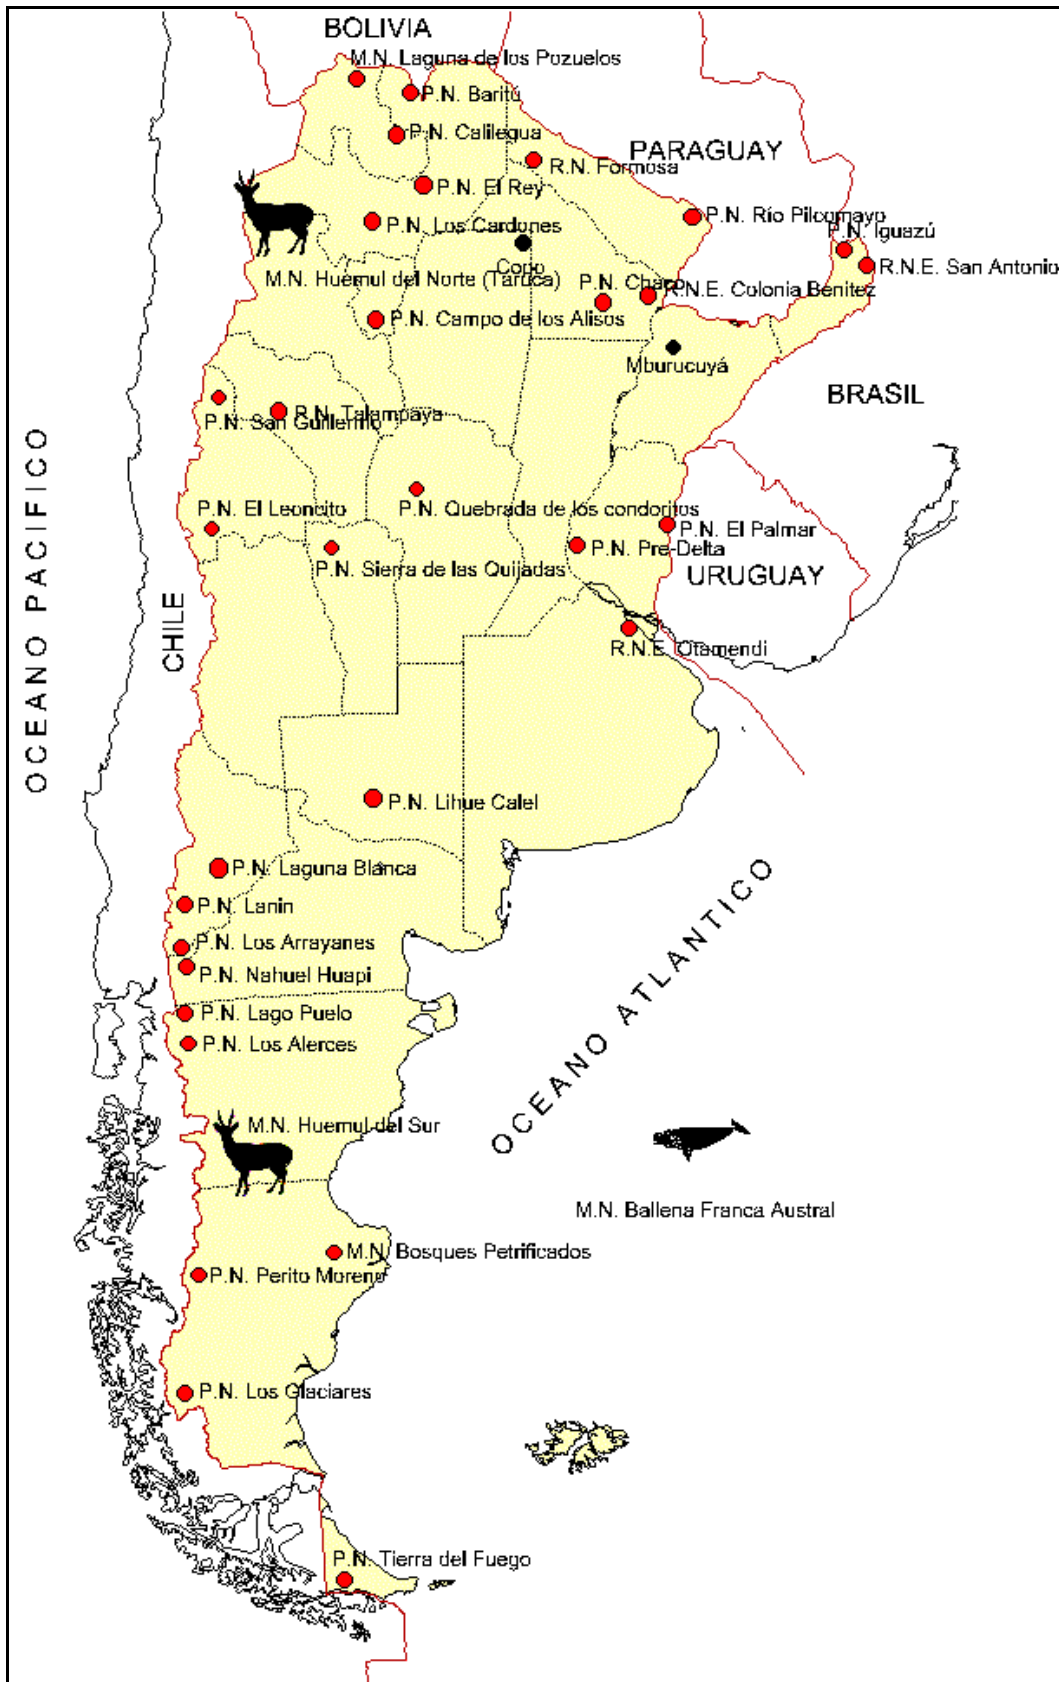 BOLIVIA
M.N. Laguna de los Pozuelos
P.N. Baritú
P.N. Calilegua
PARAGUAY
R.N. Formosa
P.N. El Rey
P.N. Los Cardones
P.N. Río Pilcomayo
P.N. Iguazú
Copo
R.N.E. San Antonio
M.N. Huemul del Norte (Taruca)
P.N. Chaco
R.N.E. Colonia Benitez
P.N. Campo de los Alisos
Mburucuyá
BRASIL
P.N. Talampaya
P.N. San Guillermo
P.N. El Leoncito
P.N. Quebrada de los condoritos
P.N. El Palmar
P.N. Pre-Delta
P.N. Sierra de las Quijadas
URUGUAY
OCEANO PACIFICO
CHILE
R.N.E. Otamendi
P.N. Lihue Calel
P.N. Laguna Blanca
P.N. Lanin
P.N. Los Arrayanes
P.N. Nahuel Huapi
OCEANO ATLANTICO
P.N. Lago Puelo
P.N. Los Alerces
M.N. Huemul del Sur
M.N. Ballena Franca Austral
M.N. Bosques Petrificados
P.N. Perito Moreno
P.N. Los Glaciares
P.N. Tierra del Fuego